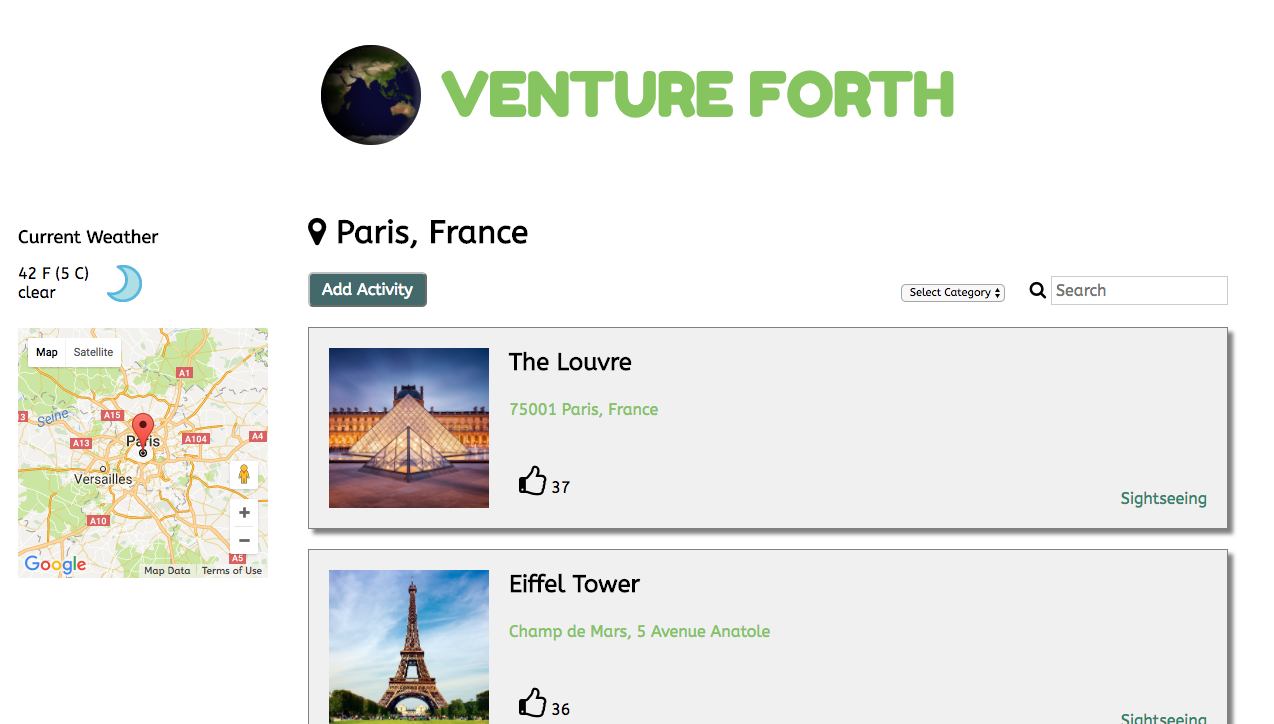 VENTURE FORTH
Current Weather
42 F (5 C)
clear
Map Satellite
A1
3
Seine
A15
A13
Paris
A104
A4
Versailles
A10
A5
Google
Map Data Terms of Use
Paris, France
Add Activity
Select Category
Search
The Louvre
75001 Paris, France
37
Sightseeing
Eiffel Tower
Champ de Mars, 5 Avenue Anatole
36
Sightseeing